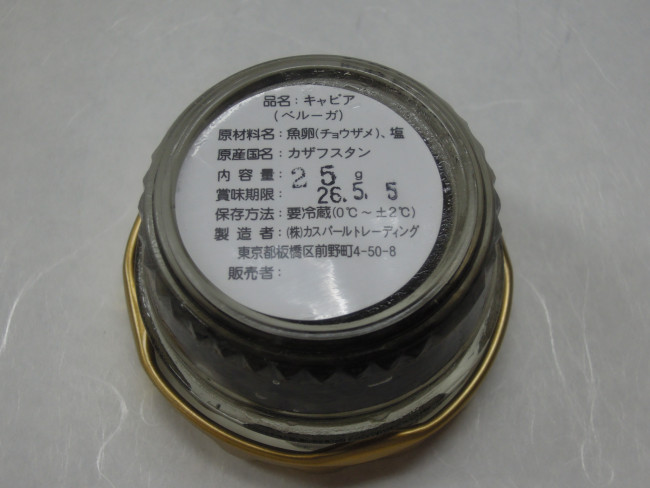 品名：キャビア
(ベルーガ)
原材料名：魚卵(チョウザメ)、塩
原産国名：カザフスタン
内容量：25g
賞味期限：26.5.5
保存方法：要冷蔵(0℃～±2℃)
製造者：(株)カスパールトレーディング
東京都板橋区前野町4-50-8
販売者：